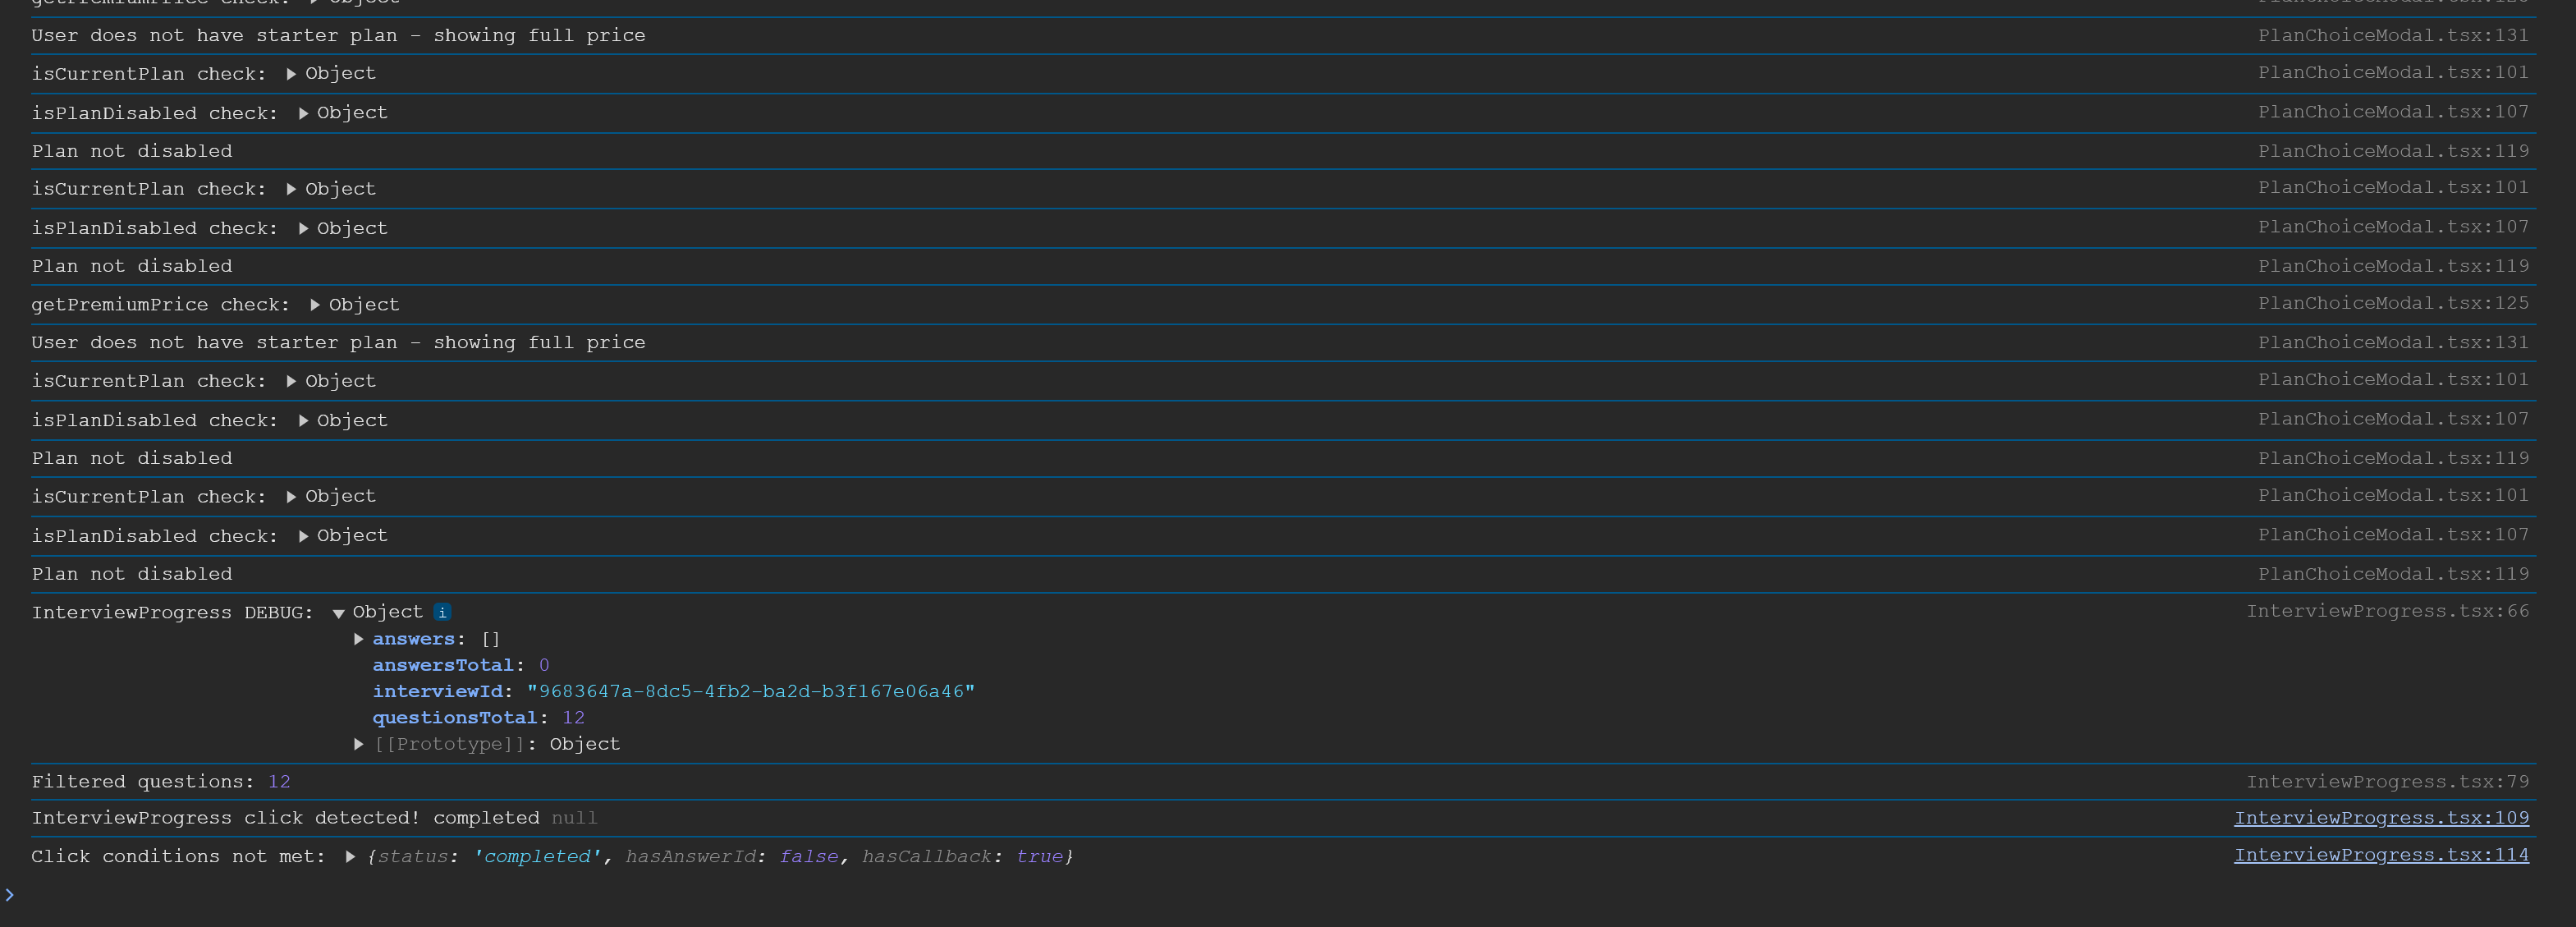 getPremiumPrice check: ▶ Object PlanChoiceModal.tsx:125
User does not have starter plan - showing full price PlanChoiceModal.tsx:131
isCurrentPlan check: ▶ Object PlanChoiceModal.tsx:101
isPlanDisabled check: ▶ Object PlanChoiceModal.tsx:107
Plan not disabled PlanChoiceModal.tsx:119
isCurrentPlan check: ▶ Object PlanChoiceModal.tsx:101
isPlanDisabled check: ▶ Object PlanChoiceModal.tsx:107
Plan not disabled PlanChoiceModal.tsx:119
getPremiumPrice check: ▶ Object PlanChoiceModal.tsx:125
User does not have starter plan - showing full price PlanChoiceModal.tsx:131
isCurrentPlan check: ▶ Object PlanChoiceModal.tsx:101
isPlanDisabled check: ▶ Object PlanChoiceModal.tsx:107
Plan not disabled PlanChoiceModal.tsx:119
isCurrentPlan check: ▶ Object PlanChoiceModal.tsx:101
isPlanDisabled check: ▶ Object PlanChoiceModal.tsx:107
Plan not disabled PlanChoiceModal.tsx:119
InterviewProgress DEBUG: ▼ Object i InterviewProgress.tsx:66
▶ answers: []
answersTotal: 0
interviewId: "9683647a-8dc5-4fb2-ba2d-b3f167e06a46"
questionsTotal: 12
▶ [[Prototype]]: Object
Filtered questions: 12 InterviewProgress.tsx:79
InterviewProgress click detected! completed null InterviewProgress.tsx:109
Click conditions not met: ▶ {status: 'completed', hasAnswerId: false, hasCallback: true} InterviewProgress.tsx:114